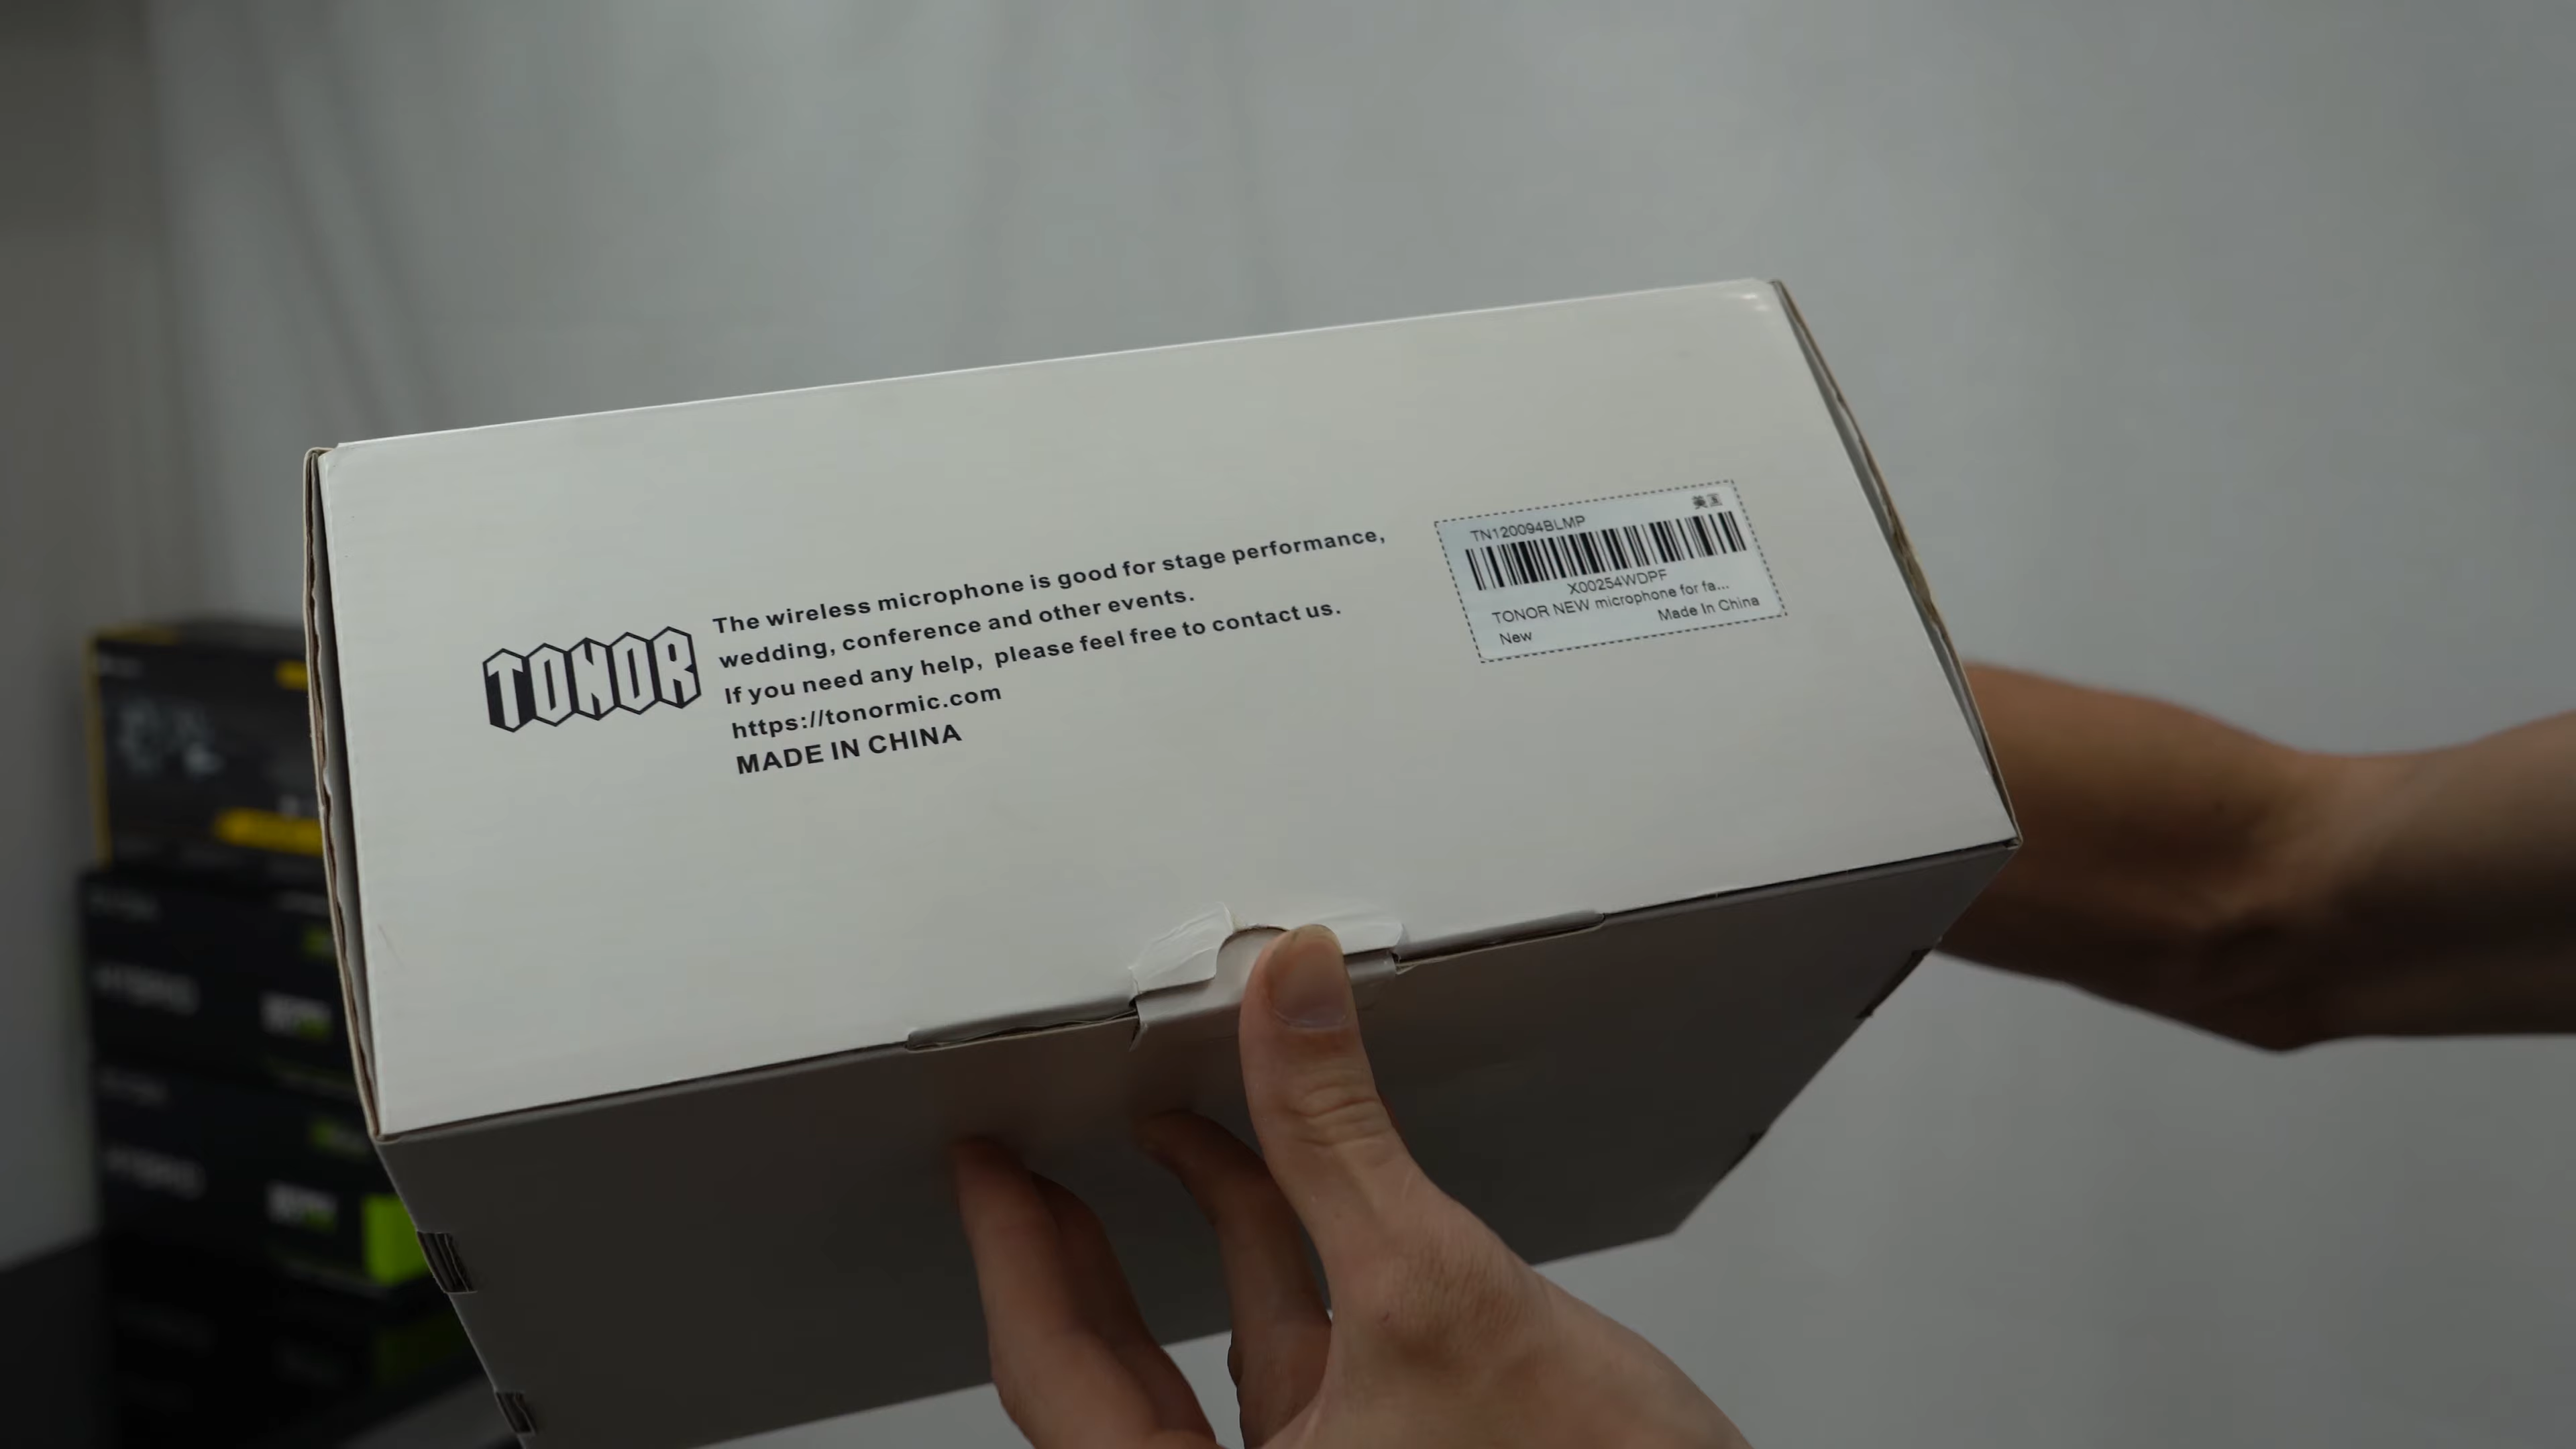 TONOR
The wireless microphone is good for stage performance,
wedding, conference and other events.
If you need any help, please feel free to contact us.
https://tonormic.com
MADE IN CHINA
美国
TN120094BLMP
X00254WDPF
TONOR NEW microphone for fa...
New Made In China